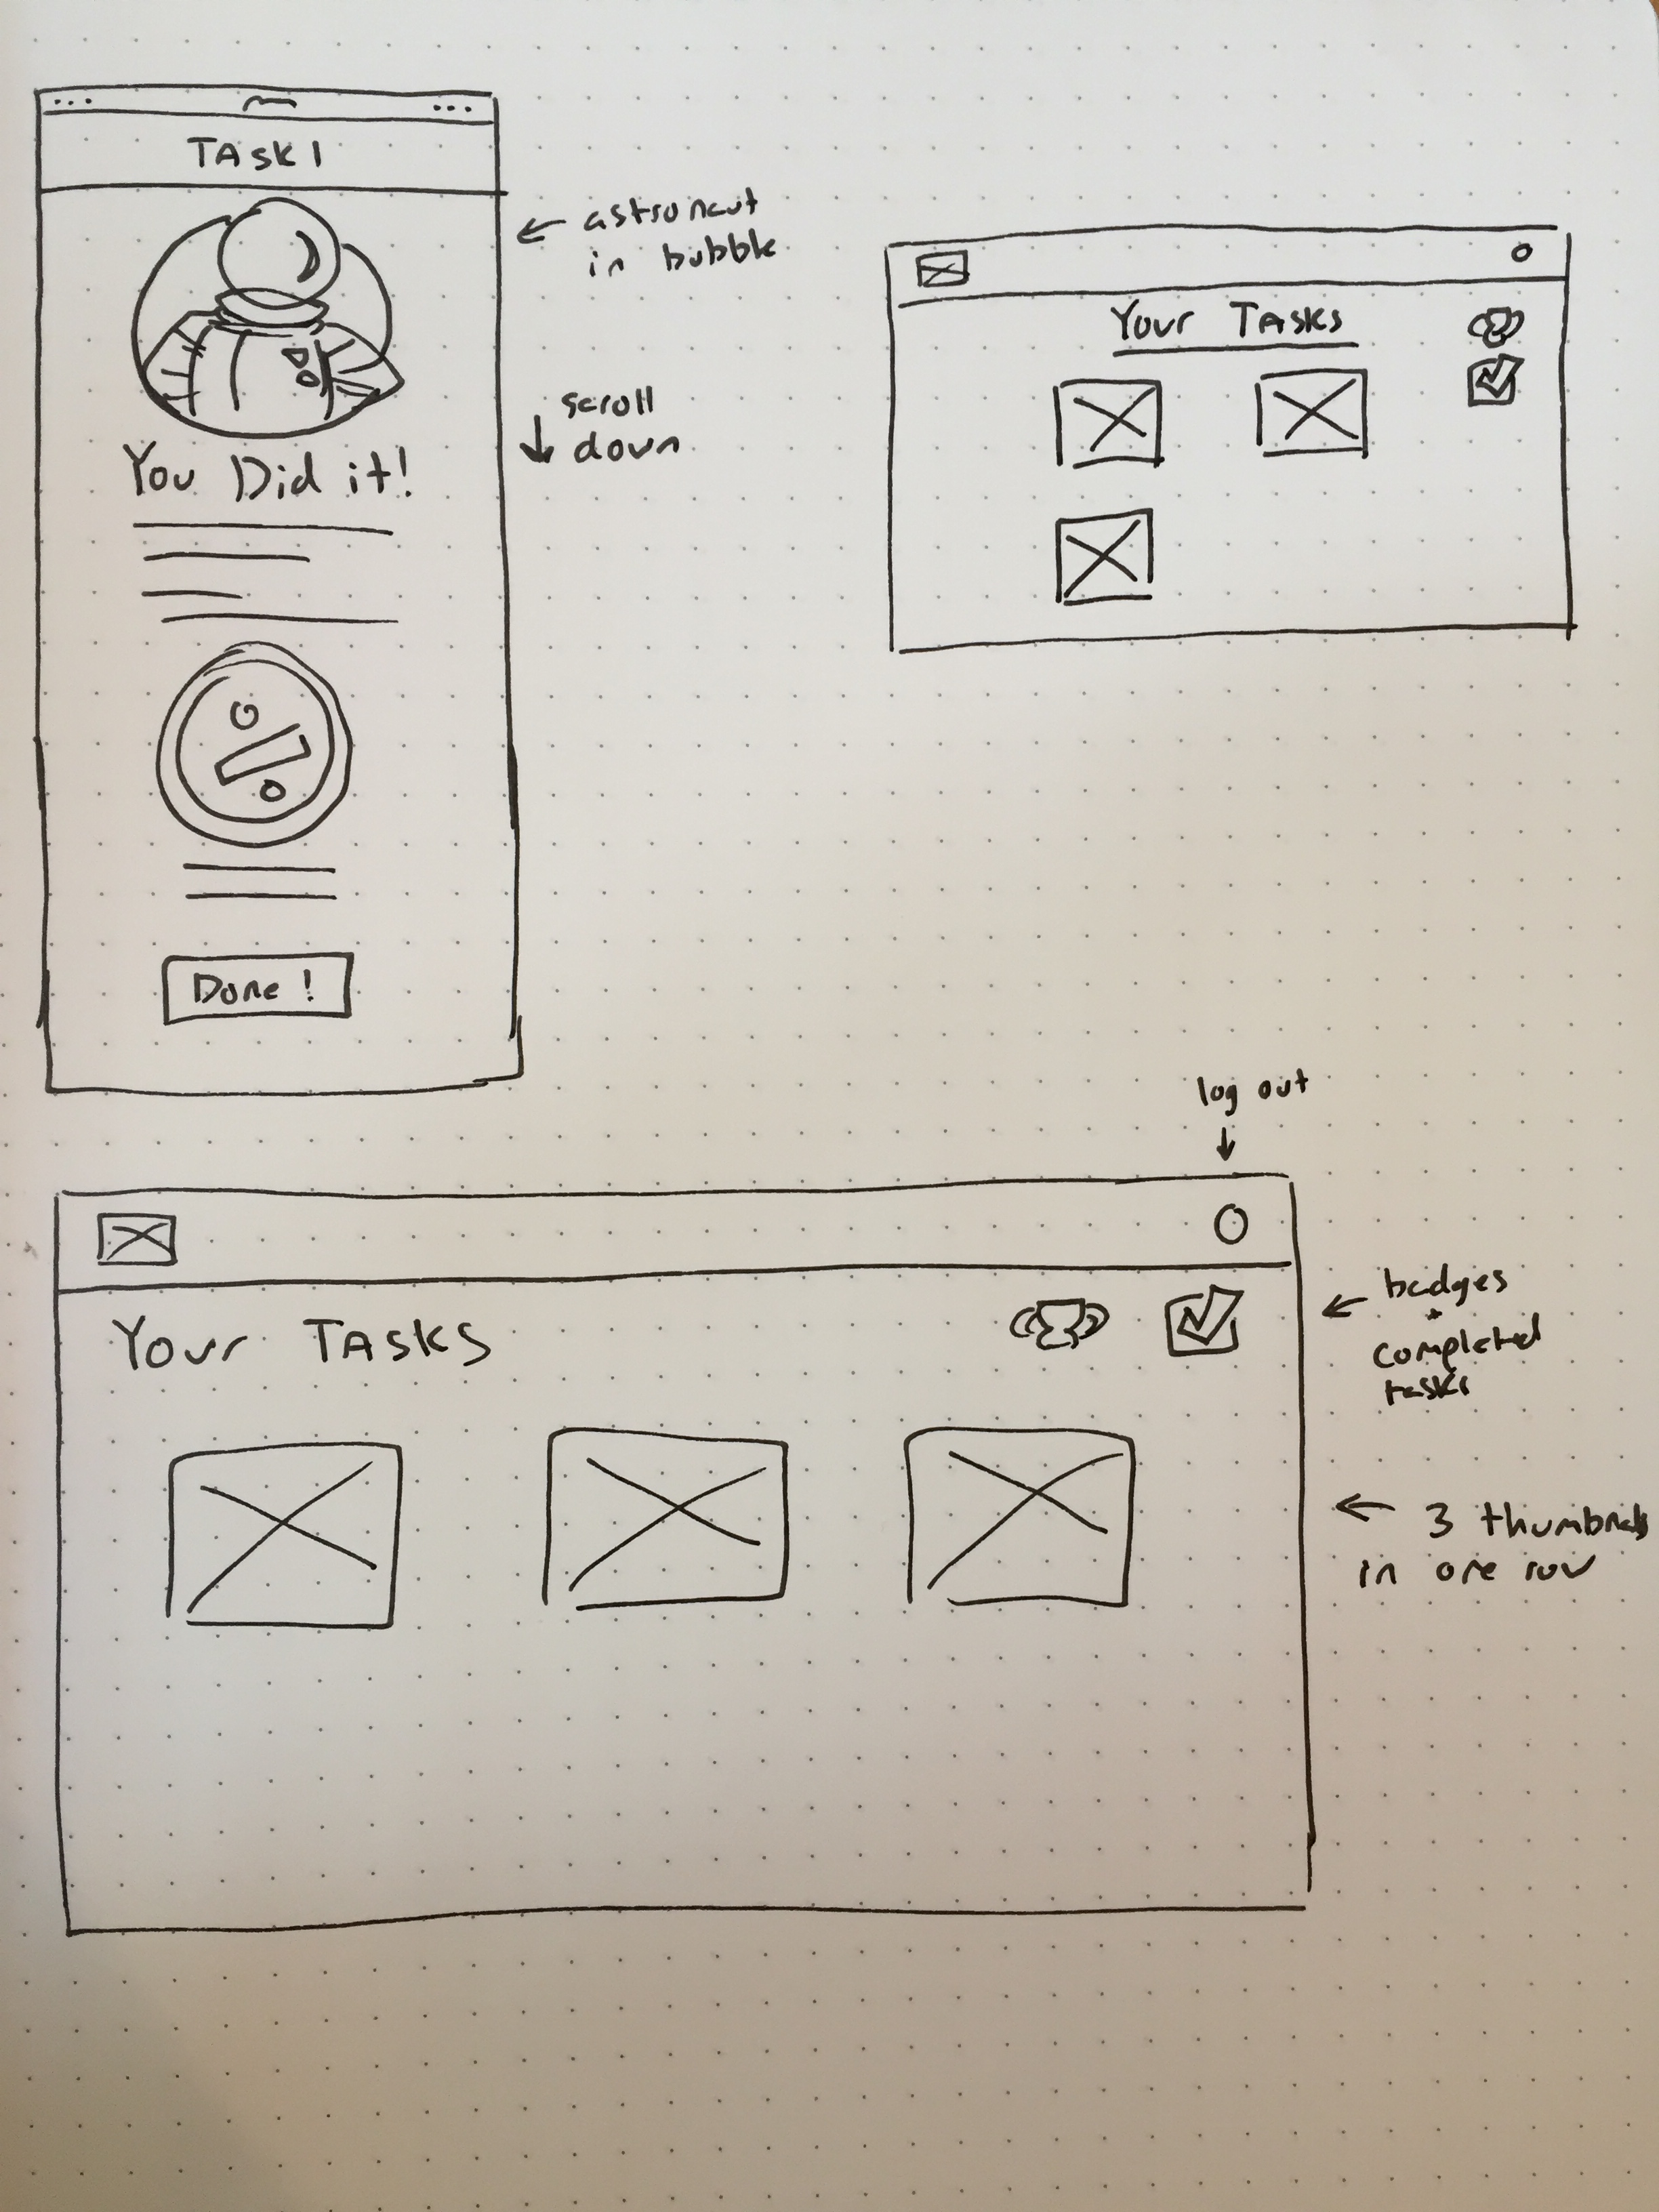 TASK 1
← astronaut
in bubble
You Did it!
↓ scroll
down
Done!
Your Tasks
log out
↓
Your TASKS
← badges
+
completed
tasks
← 3 thumbnails
in one row